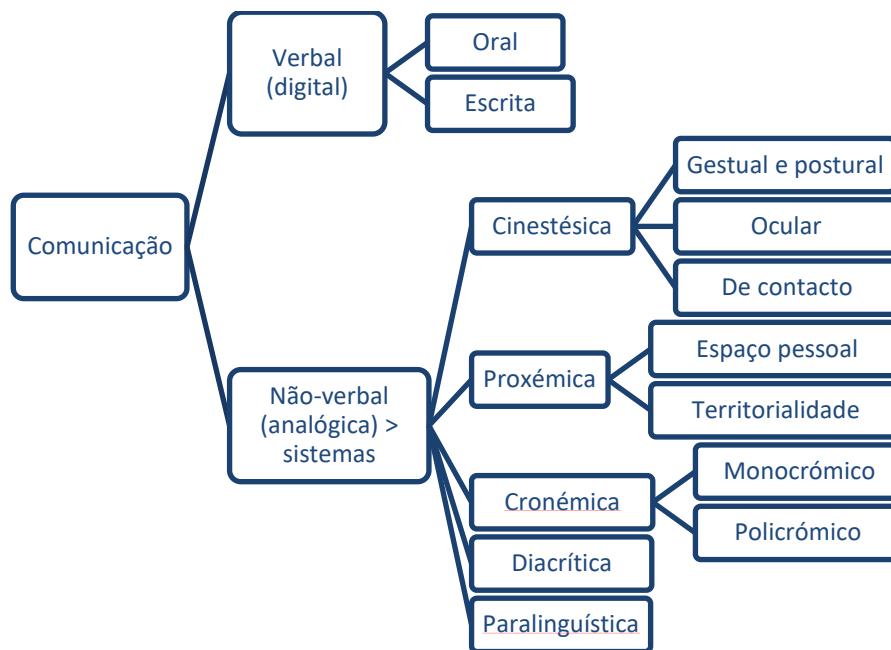 Comunicação
Verbal
(digital)
Oral
Escrita
Não-verbal
(analógica) >
sistemas
Cinestésica
Gestual e postural
Ocular
De contacto
Proxémica
Espaço pessoal
Territorialidade
Cronémica
Monocrómico
Policrómico
Diacrítica
Paralinguística